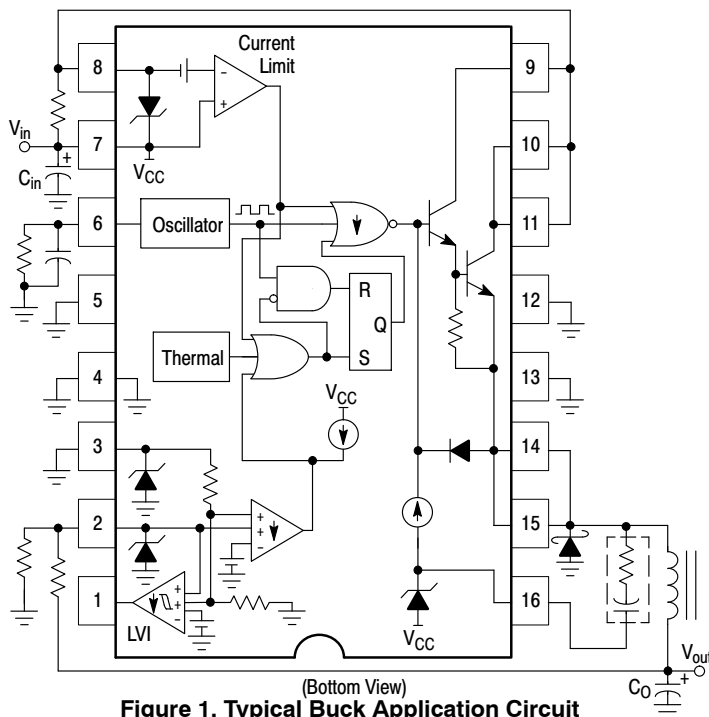 Current
Limit
8
9
-
+
V_in
7
V_CC
10
C_in
+
6
Oscillator
11
R
Q
S
5
12
Thermal
4
V_CC
13
3
14
2
+
+
-
15
1
+
+
-
LVI
V_CC
16
V_out
C_O
+
(Bottom View)
Figure 1. Typical Buck Application Circuit